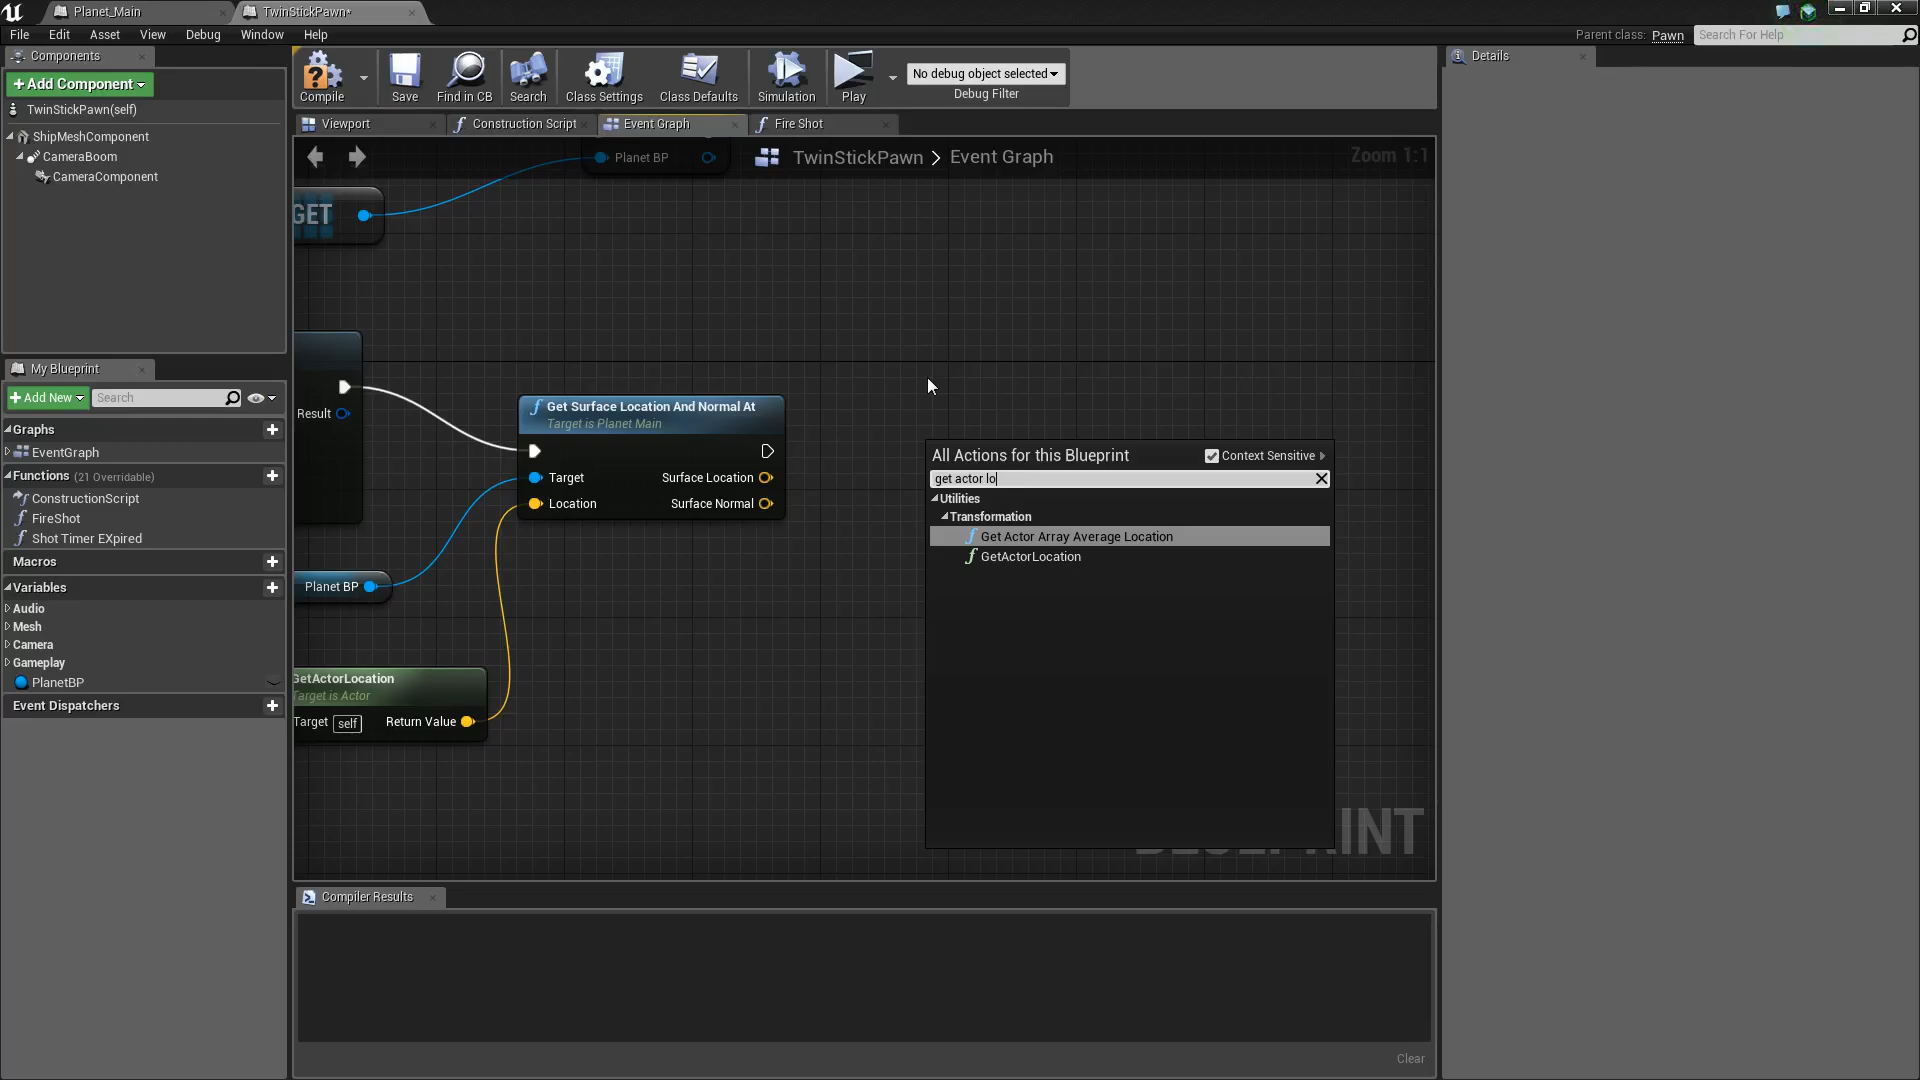 Planet_Main
TwinStickPawn*
File Edit Asset View Debug Window Help
Parent class: Pawn
Search For Help
Components
+Add Component
TwinStickPawn(self)
ShipMeshComponent
CameraBoom
CameraComponent
Compile
Save
Find in CB
Search
Class Settings
Class Defaults
Simulation
Play
No debug object selected
Debug Filter
Details
Viewport
Construction Script
Event Graph
Fire Shot
Planet BP
TwinStickPawn > Event Graph
Zoom 1:1
GET
My Blueprint
+Add New
Search
Graphs
EventGraph
Functions (21 Overridable)
ConstructionScript
FireShot
Shot Timer EXpired
Macros
Variables
Audio
Mesh
Camera
Gameplay
PlanetBP
Event Dispatchers
Result
Get Surface Location And Normal At
Target is Planet Main
Target
Surface Location
Location
Surface Normal
Planet BP
GetActorLocation
Target is Actor
Target self
Return Value
All Actions for this Blueprint
Context Sensitive
get actor lo
Utilities
Transformation
Get Actor Array Average Location
GetActorLocation
Compiler Results
Clear